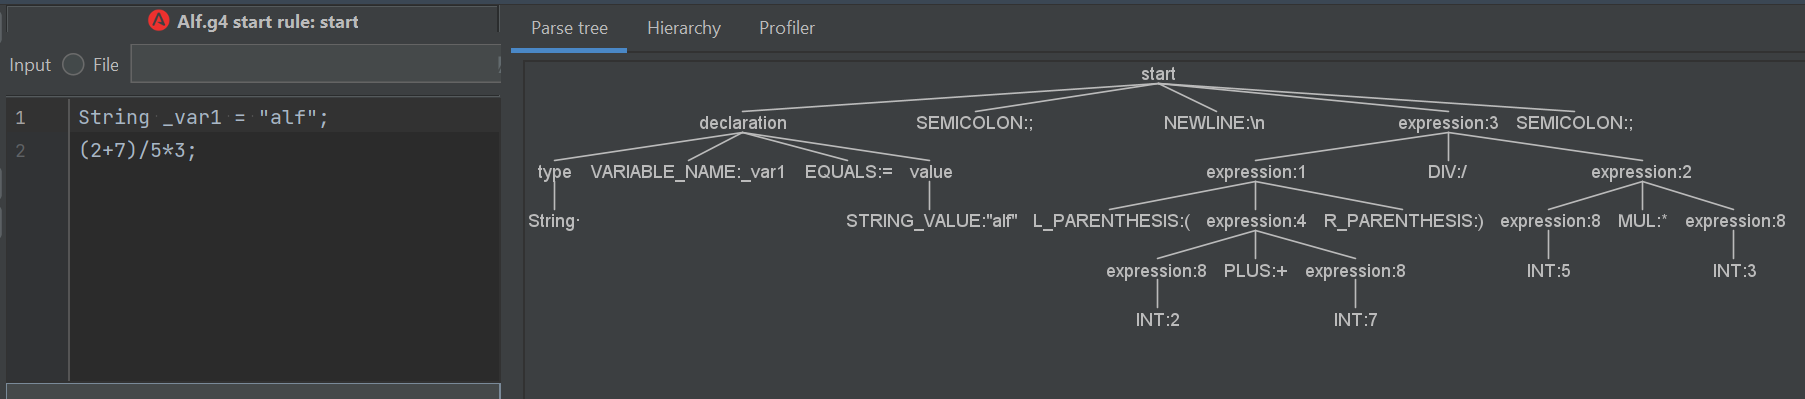 Alf.g4 start rule: start
Parse tree Hierarchy Profiler
Input File
1 String _var1 = "alf";
2 (2+7)/5*3;
start
declaration SEMICOLON:; NEWLINE:\n expression:3 SEMICOLON:;
type VARIABLE_NAME:_var1 EQUALS:= value expression:1 DIV:/ expression:2
String· STRING_VALUE:"alf" L_PARENTHESIS:( expression:4 R_PARENTHESIS:) expression:8 MUL:* expression:8
expression:8 PLUS:+ expression:8 INT:5 INT:3
INT:2 INT:7